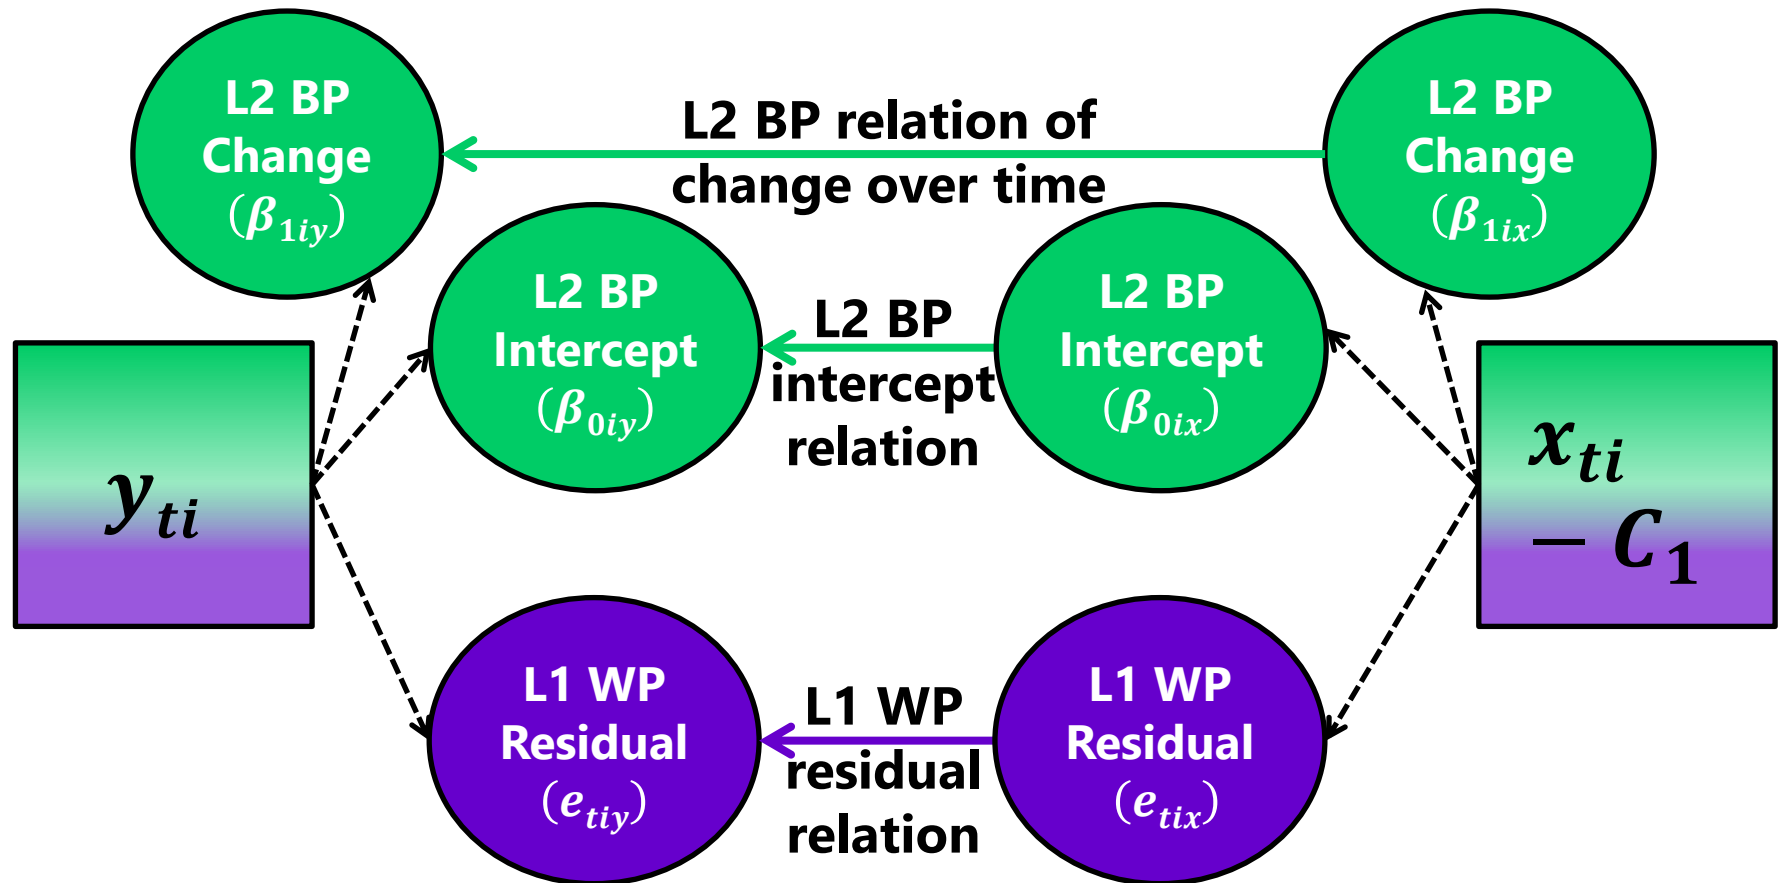 L2 BP
Change
(β1iy)
L2 BP relation of
change over time
L2 BP
Change
(β1ix)
L2 BP
Intercept
(β0iy)
L2 BP
intercept
relation
L2 BP
Intercept
(β0ix)
yti
xti
− C1
L1 WP
Residual
(etiy)
L1 WP
residual
relation
L1 WP
Residual
(etix)